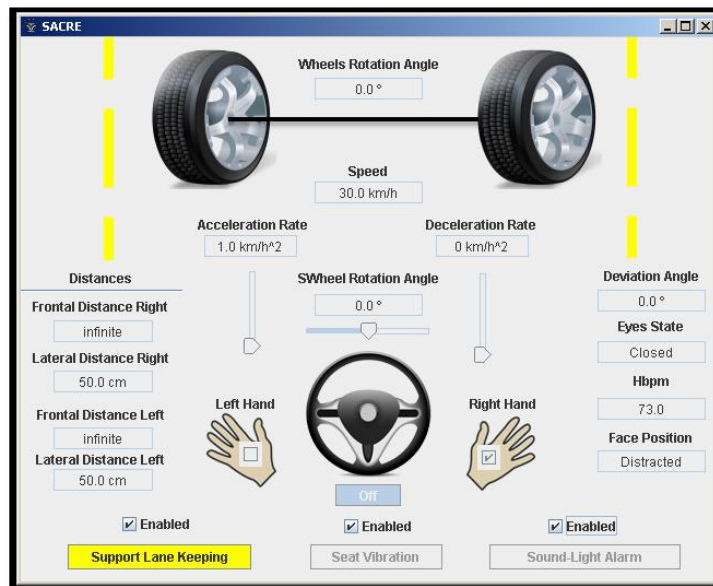 SACRE
Wheels Rotation Angle
0.0 °
Speed
30.0 km/h
Acceleration Rate
1.0 km/h^2
Deceleration Rate
0 km/h^2
Distances
SWheel Rotation Angle
0.0 °
Deviation Angle
0.0 °
Frontal Distance Right
infinite
Eyes State
Closed
Lateral Distance Right
50.0 cm
Hbpm
73.0
Left Hand
Right Hand
Frontal Distance Left
infinite
Face Position
Distracted
Lateral Distance Left
50.0 cm
Off
Enabled
Enabled
Enabled
Support Lane Keeping
Seat Vibration
Sound-Light Alarm